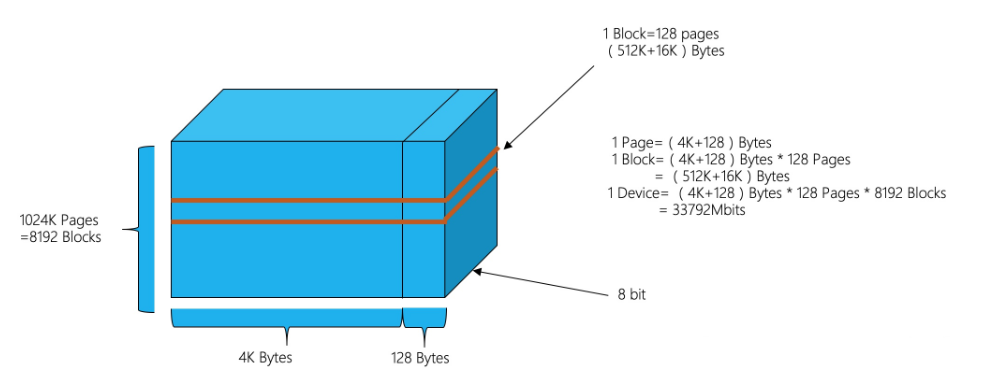 1 Block=128 pages
( 512K+16K ) Bytes
1 Page= ( 4K+128 ) Bytes
1 Block= ( 4K+128 ) Bytes * 128 Pages
= ( 512K+16K ) Bytes
1 Device= ( 4K+128 ) Bytes * 128 Pages * 8192 Blocks
= 33792Mbits
1024K Pages
=8192 Blocks
8 bit
4K Bytes
128 Bytes